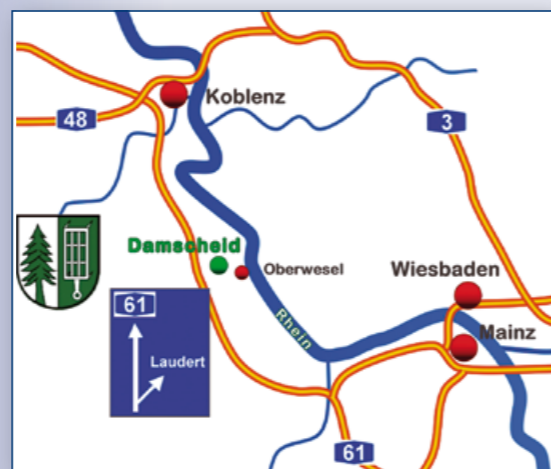 Koblenz
48
3
Damscheid
Oberwesel
Wiesbaden
61
Rhein
Mainz
Laudert
61